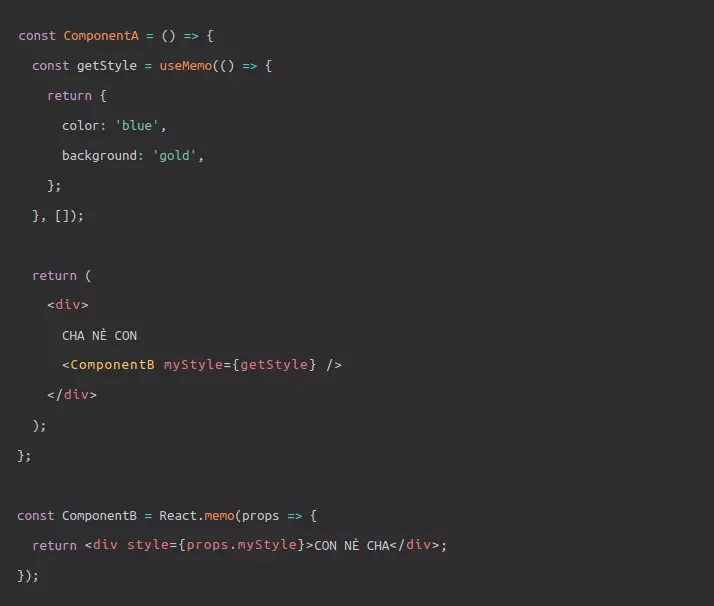 const ComponentA = () => {
const getStyle = useMemo(() => {
return {
color: 'blue',
background: 'gold',
};
}, []);
return (
<div>
CHA NÈ CON
<ComponentB myStyle={getStyle} />
</div>
);
};
const ComponentB = React.memo(props => {
return <div style={props.myStyle}>CON NÈ CHA</div>;
});